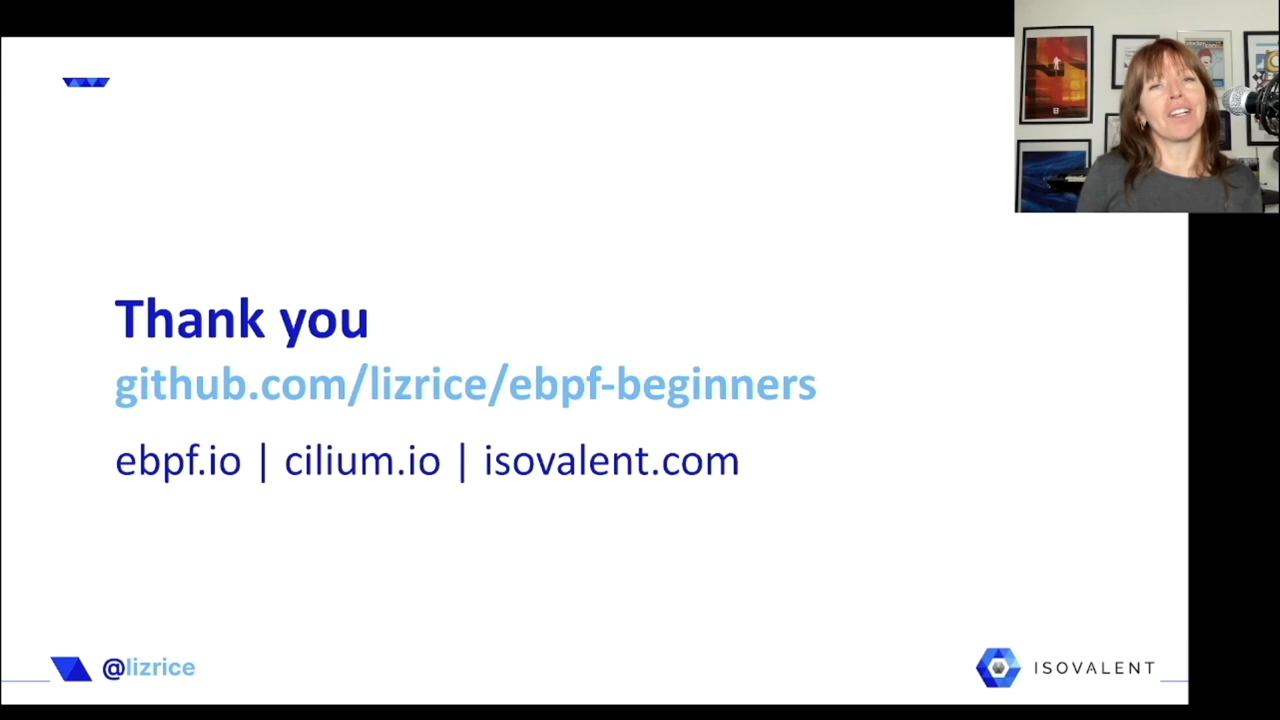 Thank you
github.com/lizrice/ebpf-beginners
ebpf.io | cilium.io | isovalent.com
@lizrice
ISOVALENT